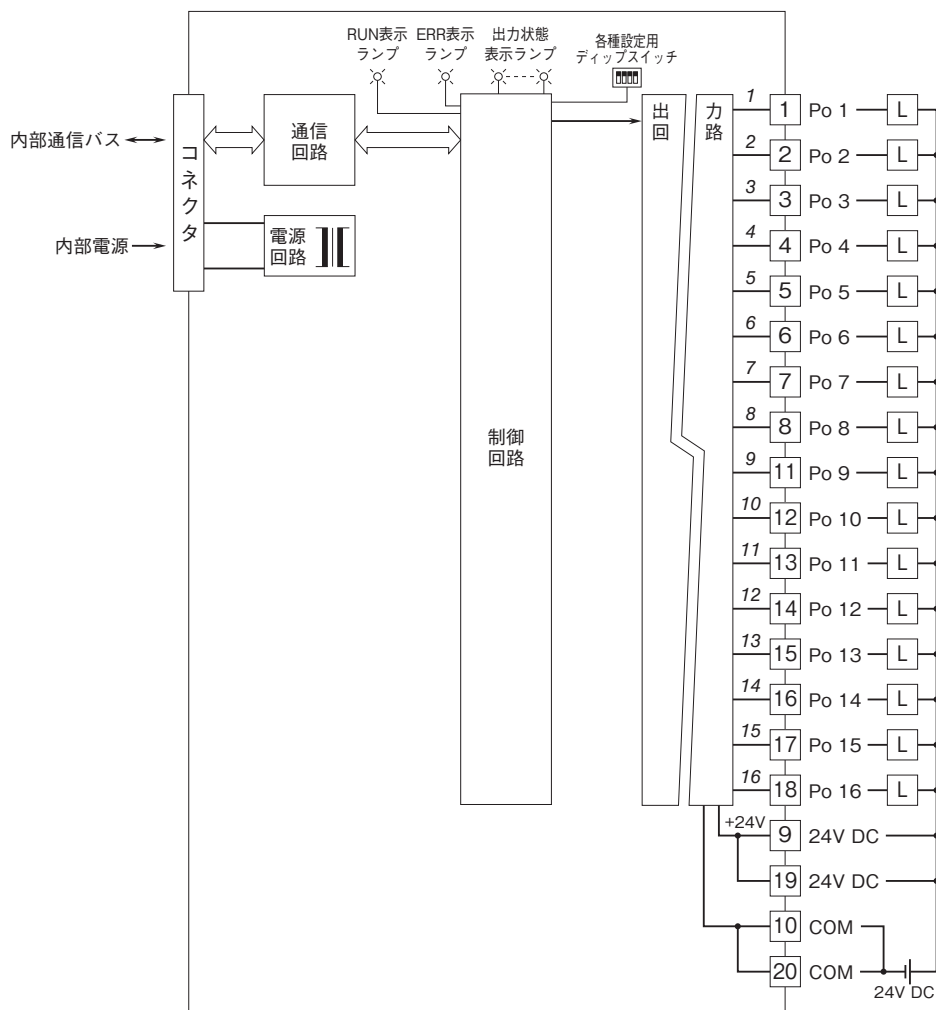 RUN表示
ランプ
ERR表示
ランプ
出力状態
表示ランプ
各種設定用
ディップスイッチ
内部通信バス
コネクタ
通信
回路
内部電源
電源
回路
制御
回路
出力
回路
1 1 Po 1 L
2 2 Po 2 L
3 3 Po 3 L
4 4 Po 4 L
5 5 Po 5 L
6 6 Po 6 L
7 7 Po 7 L
8 8 Po 8 L
9 11 Po 9 L
10 12 Po 10 L
11 13 Po 11 L
12 14 Po 12 L
13 15 Po 13 L
14 16 Po 14 L
15 17 Po 15 L
16 18 Po 16 L
+24V 9 24V DC
19 24V DC
10 COM
20 COM
24V DC